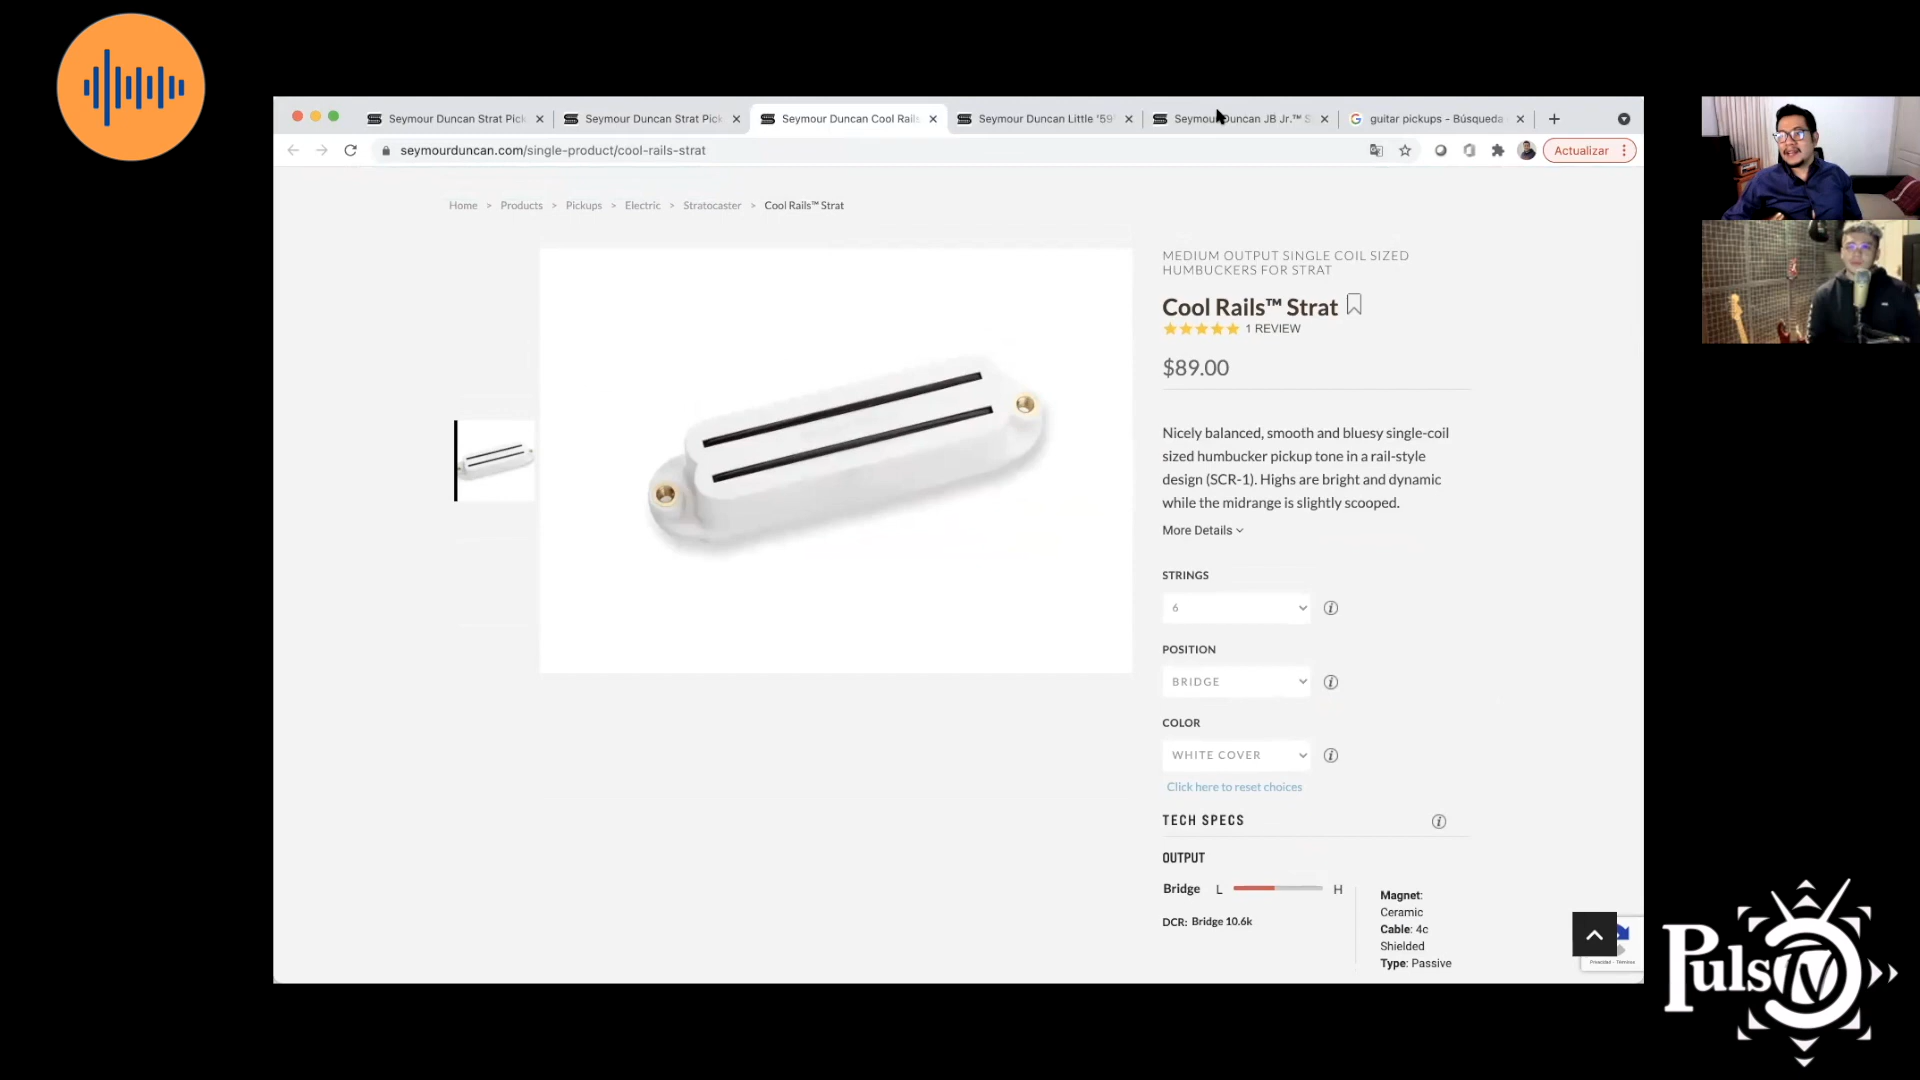 Seymour Duncan Strat Pick
Seymour Duncan Strat Pick
Seymour Duncan Cool Rails
Seymour Duncan Little '59
Seymour Duncan JB Jr.™ S
guitar pickups - Búsqueda
seymourduncan.com/single-product/cool-rails-strat
Actualizar
Home > Products > Pickups > Electric > Stratocaster > Cool Rails™ Strat
MEDIUM OUTPUT SINGLE COIL SIZED
HUMBUCKERS FOR STRAT
Cool Rails™ Strat
1 REVIEW
$89.00
Nicely balanced, smooth and bluesy single-coil
sized humbucker pickup tone in a rail-style
design (SCR-1). Highs are bright and dynamic
while the midrange is slightly scooped.
More Details
STRINGS
6
POSITION
BRIDGE
COLOR
WHITE COVER
Click here to reset choices
TECH SPECS
OUTPUT
Bridge L H
DCR: Bridge 10.6k
Magnet:
Ceramic
Cable: 4c
Shielded
Type: Passive
Privacidad - Términos
Pulso TV